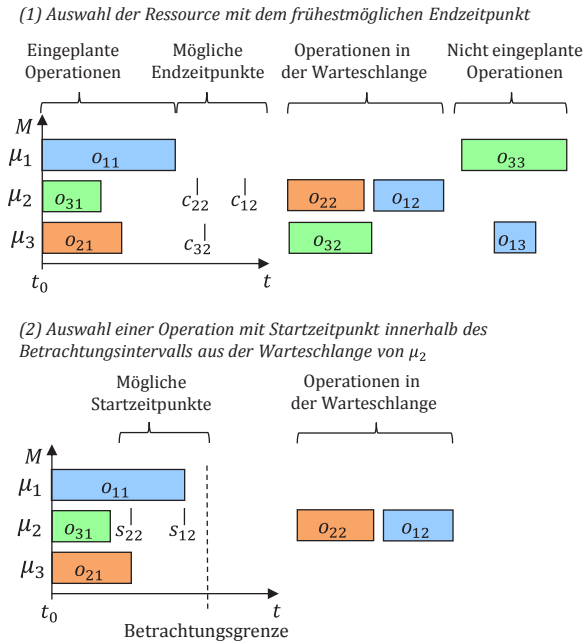 (1) Auswahl der Ressource mit dem frühestmöglichen Endzeitpunkt
Eingeplante Operationen
Mögliche Endzeitpunkte
Operationen in der Warteschlange
Nicht eingeplante Operationen
M
μ₁ o₁₁ o₃₃
μ₂ o₃₁ c₂₂ c₁₂ o₂₂ o₁₂
μ₃ o₂₁ c₃₂ o₃₂ o₁₃
t₀ t
(2) Auswahl einer Operation mit Startzeitpunkt innerhalb des
Betrachtungsintervalls aus der Warteschlange von μ₂
Mögliche Startzeitpunkte
Operationen in der Warteschlange
M
μ₁ o₁₁
μ₂ o₃₁ s₂₂ s₁₂ o₂₂ o₁₂
μ₃ o₂₁
t₀ t
Betrachtungsgrenze